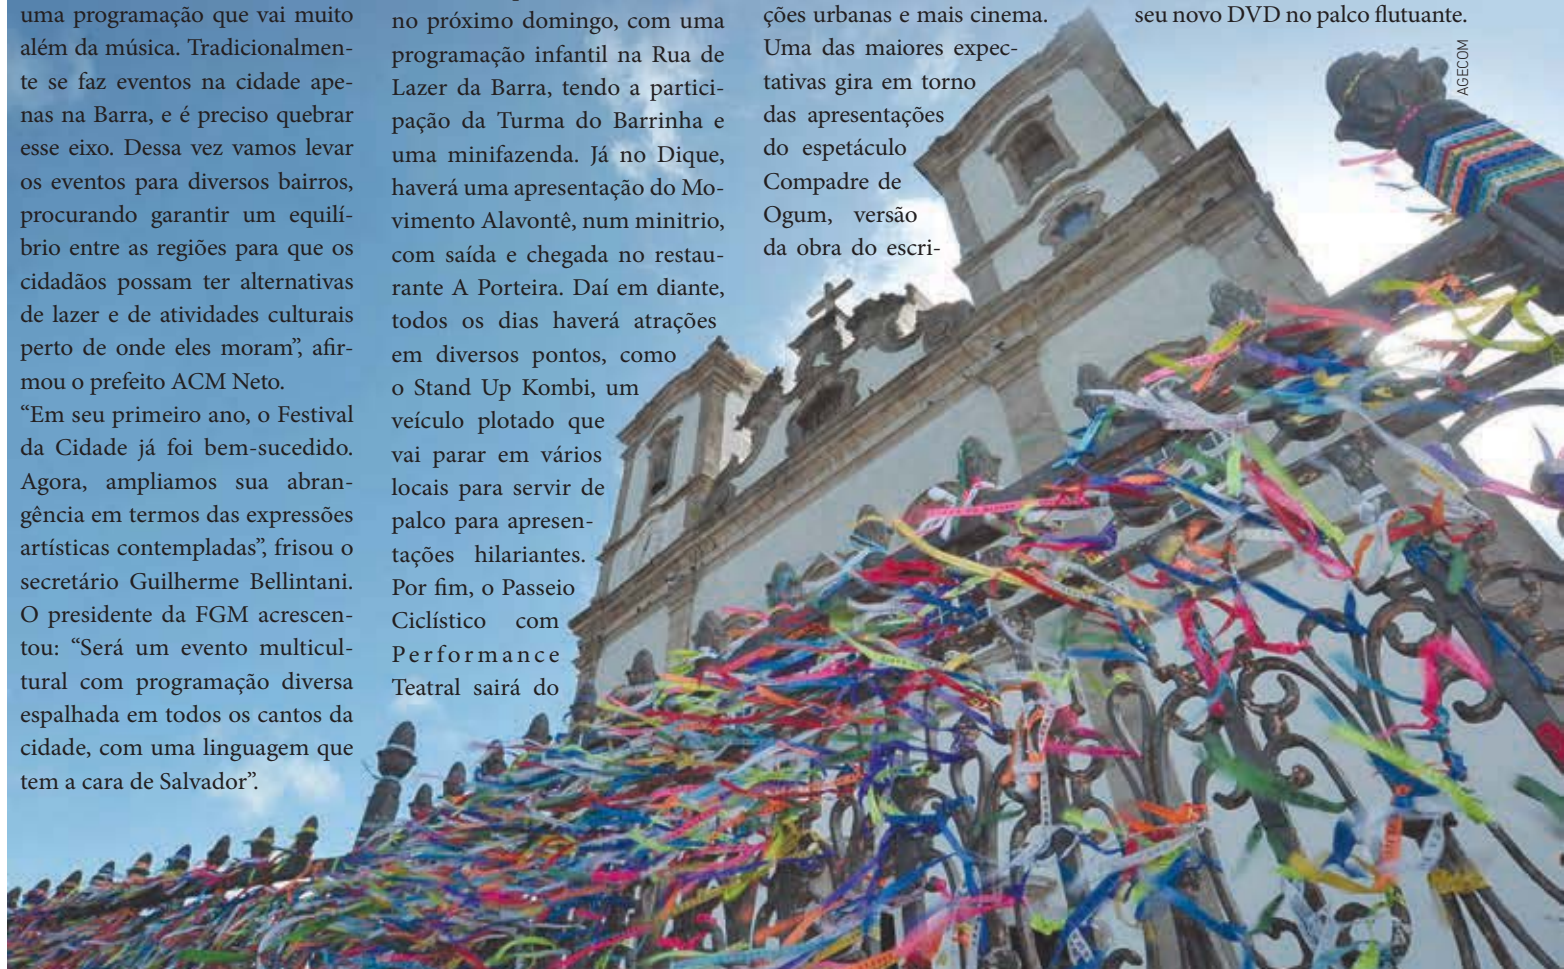 uma programação que vai muito
além da música. Tradicionalmen-
te se faz eventos na cidade ape-
nas na Barra, e é preciso quebrar
esse eixo. Dessa vez vamos levar
os eventos para diversos bairros,
procurando garantir um equilí-
brio entre as regiões para que os
cidadãos possam ter alternativas
de lazer e de atividades culturais
perto de onde eles moram”, afir-
mou o prefeito ACM Neto.
“Em seu primeiro ano, o Festival
da Cidade já foi bem-sucedido.
Agora, ampliamos sua abran-
gência em termos das expressões
artísticas contempladas”, frisou o
secretário Guilherme Bellintani.
O presidente da FGM acrescen-
tou: “Será um evento multicul-
tural com programação diversa
espalhada em todos os cantos da
cidade, com uma linguagem que
tem a cara de Salvador”.
no próximo domingo, com uma
programação infantil na Rua de
Lazer da Barra, tendo a partici-
pação da Turma do Barrinha e
uma minifazenda. Já no Dique,
haverá uma apresentação do Mo-
vimento Alavontê, num minitrio,
com saída e chegada no restau-
rante A Porteira. Daí em diante,
todos os dias haverá atrações
em diversos pontos, como
o Stand Up Kombi, um
veículo plotado que
vai parar em vários
locais para servir de
palco para apresen-
tações hilariantes.
Por fim, o Passeio
Ciclístico com
Performance
Teatral sairá do
ções urbanas e mais cinema.
Uma das maiores expec-
tativas gira em torno
das apresentações
do espetáculo
Compadre de
Ogum, versão
da obra do escri-
seu novo DVD no palco flutuante.
AGECOM